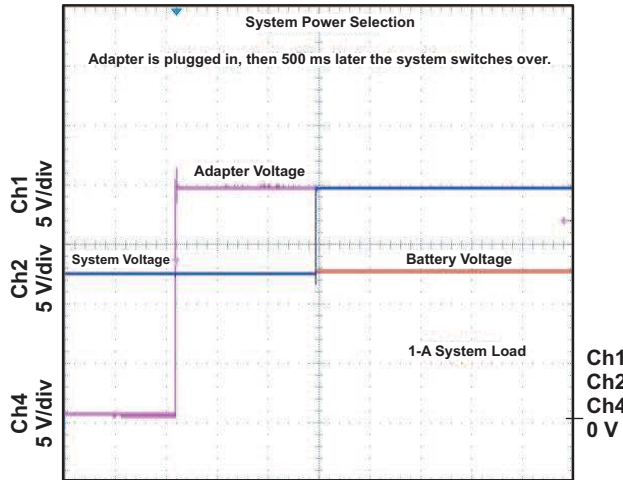 System Power Selection
Adapter is plugged in, then 500 ms later the system switches over.
Adapter Voltage
System Voltage
Battery Voltage
1-A System Load
Ch1
5 V/div
Ch2
5 V/div
Ch4
5 V/div
Ch1
Ch2
Ch4
0 V